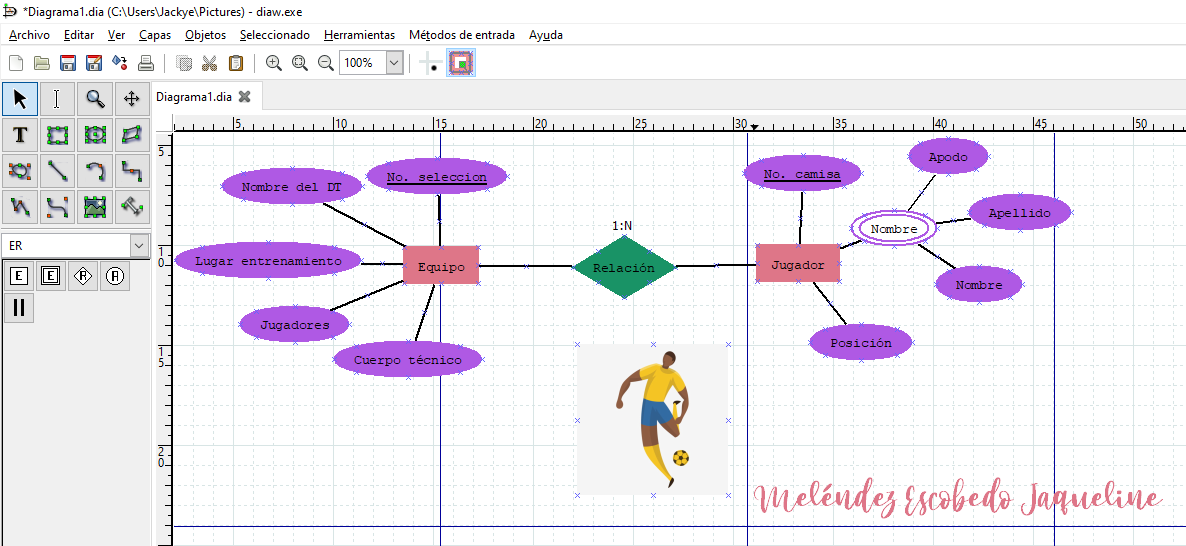 *Diagrama1.dia (C:\Users\Jackye\Pictures) - diaw.exe
Archivo Editar Ver Capas Objetos Seleccionado Herramientas Métodos de entrada Ayuda
100%
Diagrama1.dia
5 10 15 20 25 30 35 40 45 50
T
ER
E E R A
5
0
15
20
Nombre del DT
No. seleccion
Lugar entrenamiento
Equipo
Jugadores
Cuerpo técnico
1:N
Relación
No. camisa
Apodo
Apellido
Nombre
Jugador
Nombre
Posición
Meléndez Escobedo Jaqueline